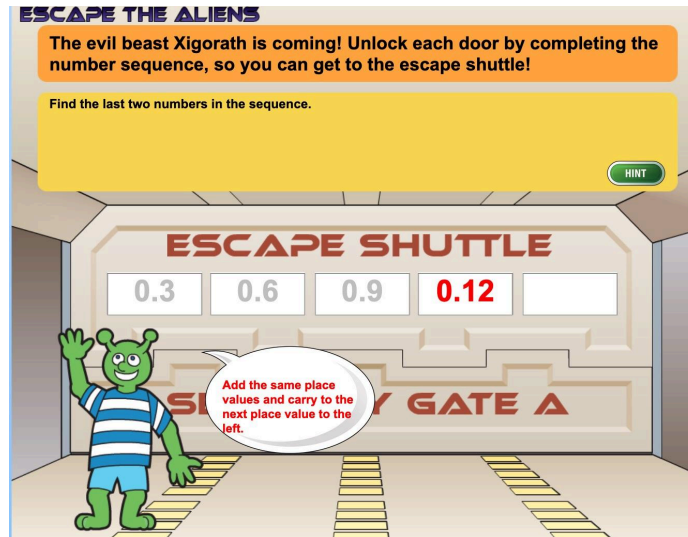 ESCAPE THE ALIENS
The evil beast Xigorath is coming! Unlock each door by completing the
number sequence, so you can get to the escape shuttle!
Find the last two numbers in the sequence.
HINT
ESCAPE SHUTTLE
0.3 0.6 0.9 0.12
Add the same place
values and carry to the
next place value to the
left.
GATE A